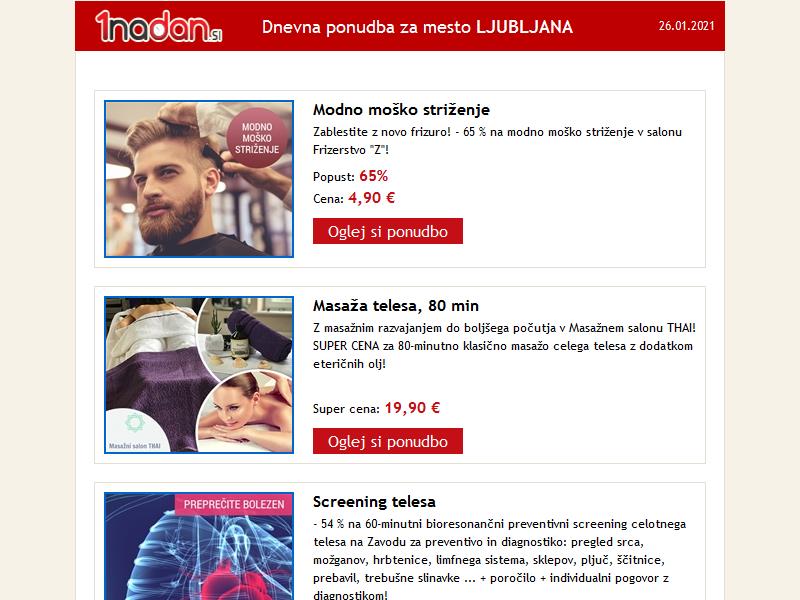 1nadan.si
Dnevna ponudba za mesto LJUBLJANA
26.01.2021
MODNO
MOŠKO
STRIŽENJE
Modno moško striženje
Zablestite z novo frizuro! - 65 % na modno moško striženje v salonu
Frizerstvo "Z"!
Popust: 65%
Cena: 4,90 €
Oglej si ponudbo
Masažni salon THAI
Masaža telesa, 80 min
Z masažnim razvajanjem do boljšega počutja v Masažnem salonu THAI!
SUPER CENA za 80-minutno klasično masažo celega telesa z dodatkom
eteričnih olj!
Super cena: 19,90 €
Oglej si ponudbo
PREPREČITE BOLEZEN
Screening telesa
- 54 % na 60-minutni bioresonančni preventivni screening celotnega
telesa na Zavodu za preventivo in diagnostiko: pregled srca,
možganov, hrbtenice, limfnega sistema, sklepov, pljuč, ščitnice,
prebavil, trebušne slinavke ... + poročilo + individualni pogovor z
diagnostikom!